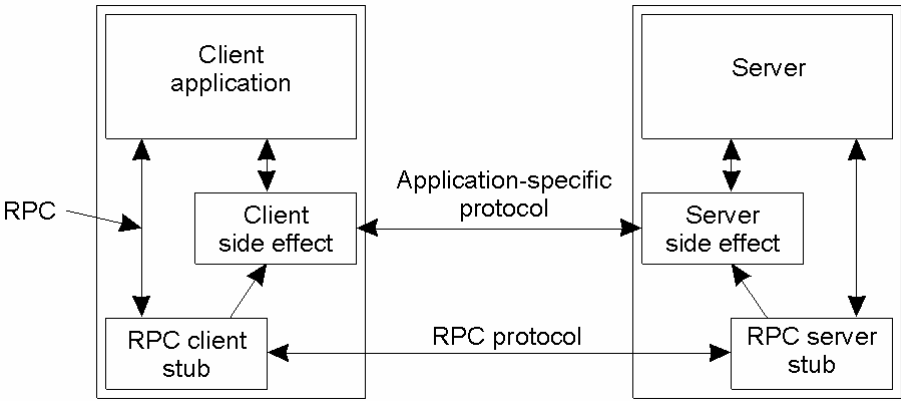 Client
application
Server
Application-specific
protocol
RPC
Client
side effect
Server
side effect
RPC client
stub
RPC protocol
RPC server
stub